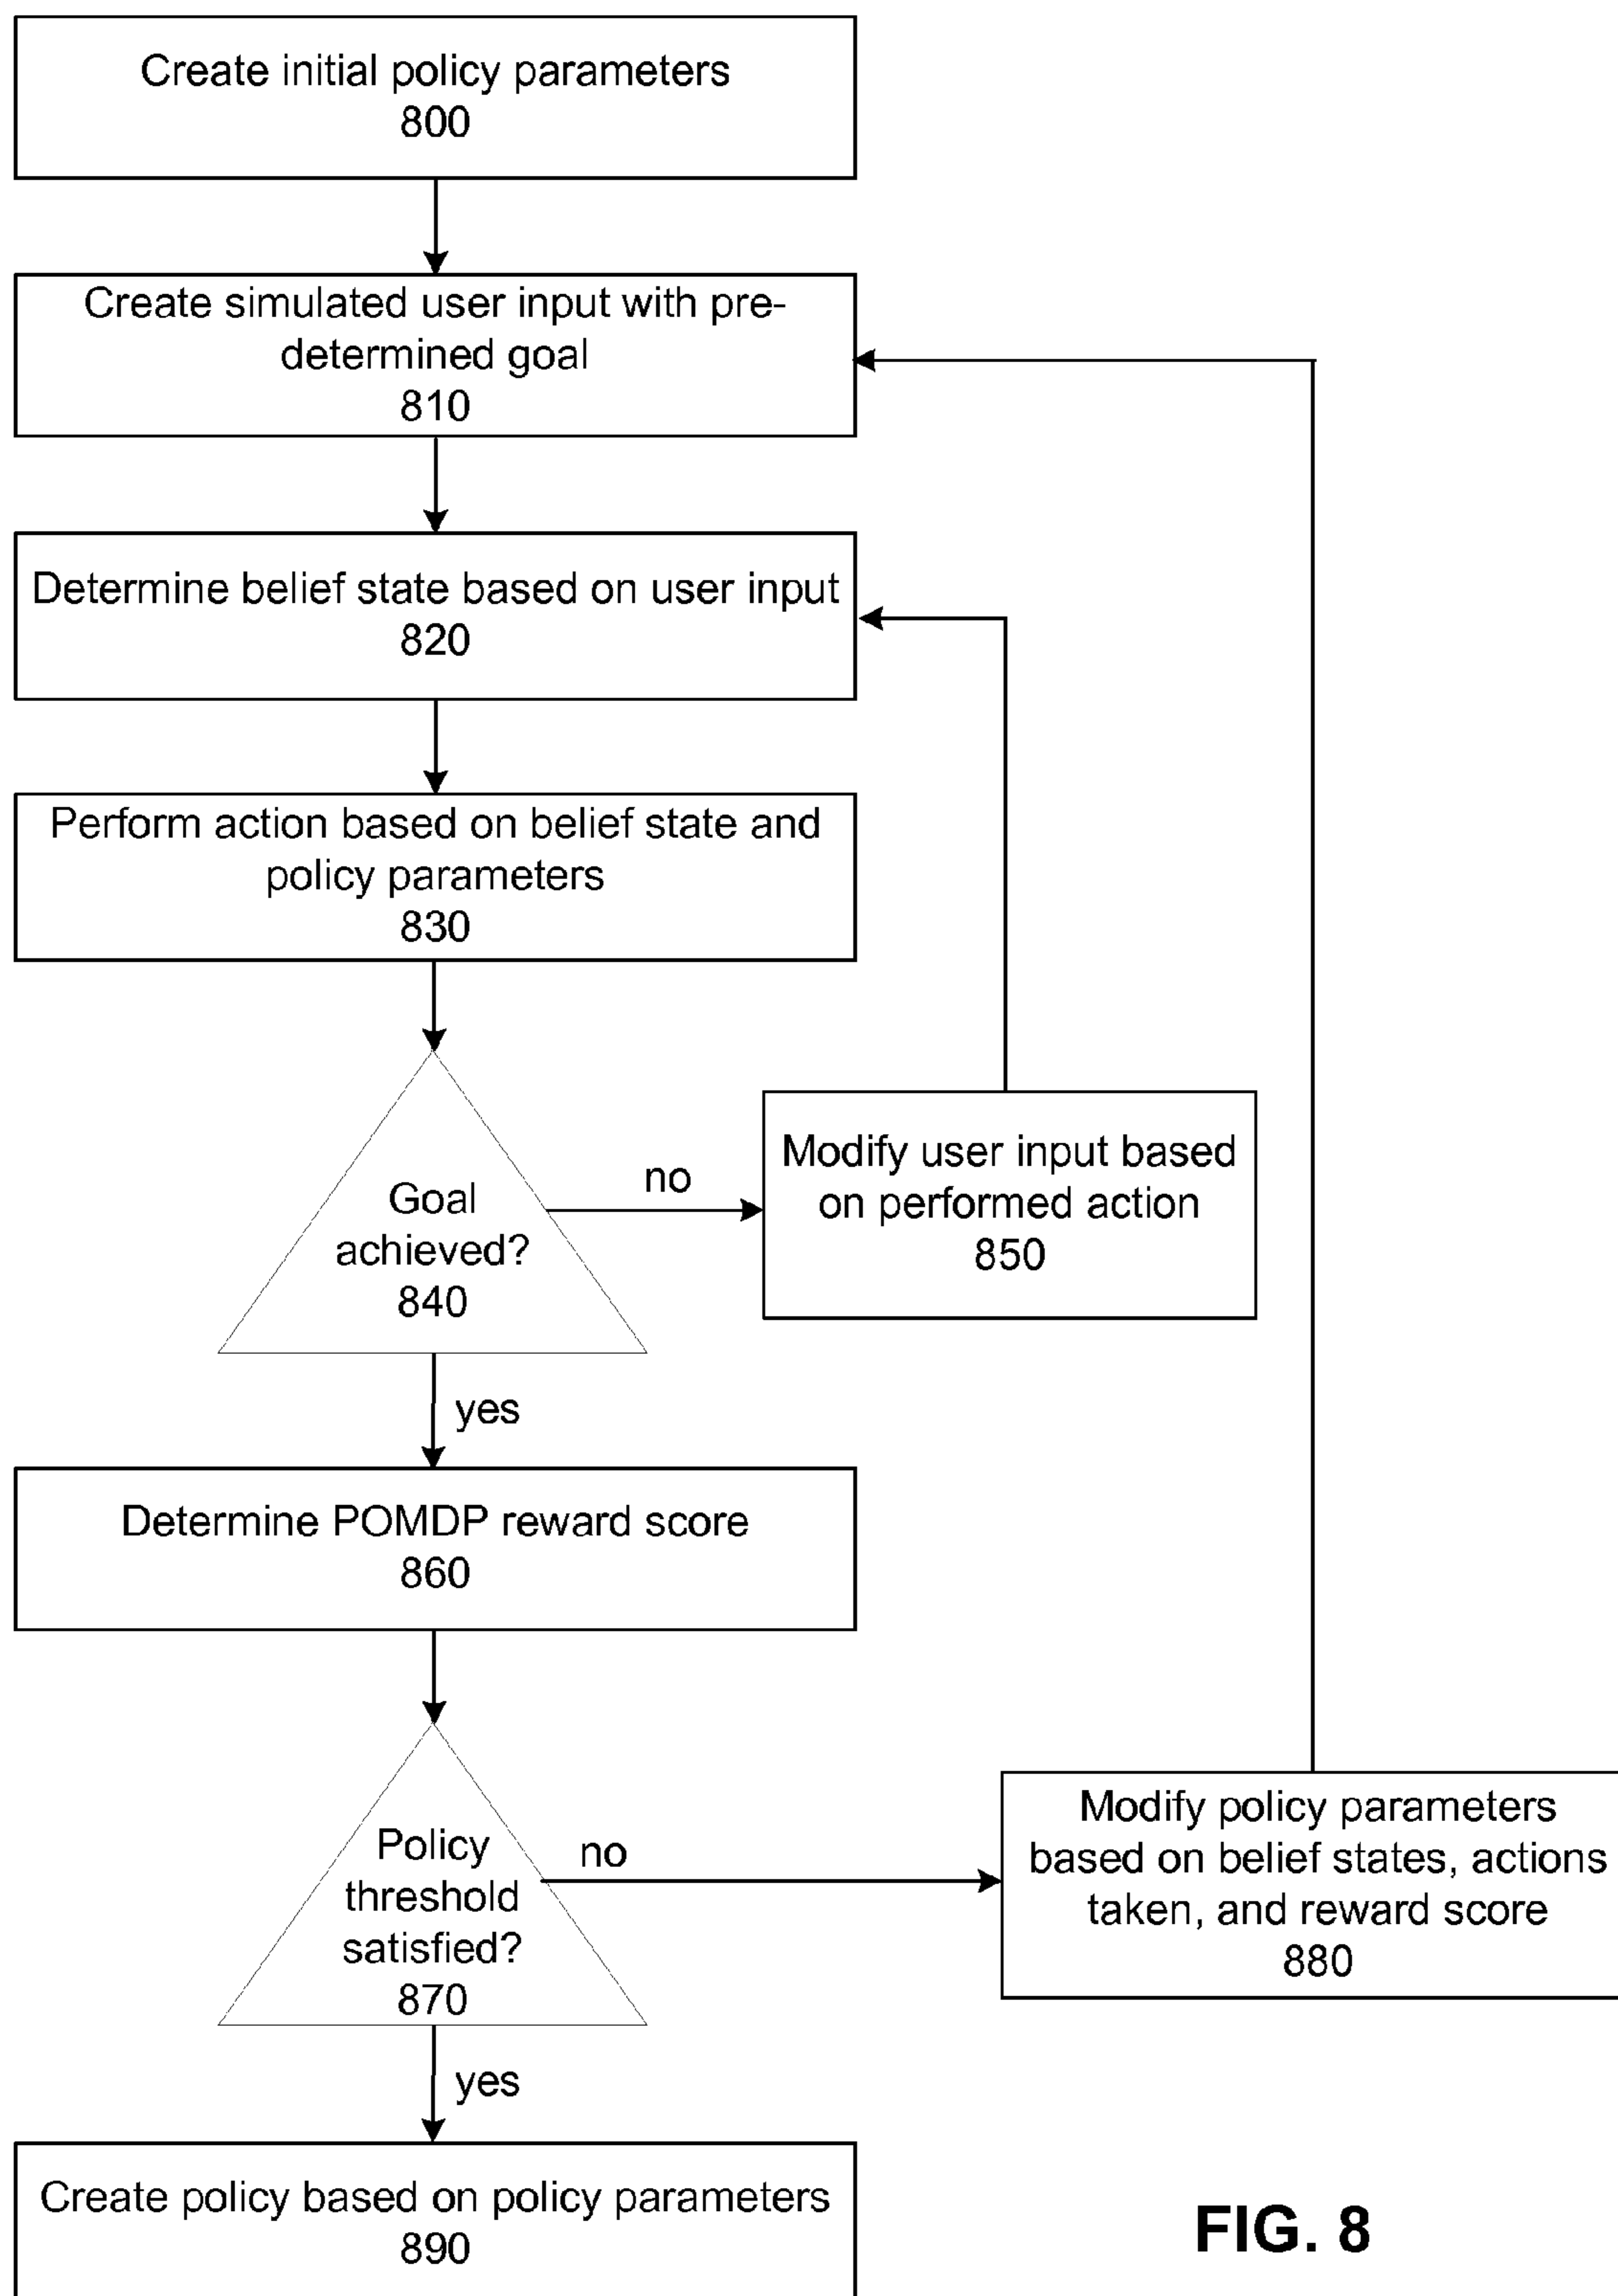 Create initial policy parameters
800
Create simulated user input with pre-
determined goal
810
Determine belief state based on user input
820
Perform action based on belief state and
policy parameters
830
Goal
achieved?
840
no
Modify user input based
on performed action
850
yes
Determine POMDP reward score
860
Policy
threshold
satisfied?
870
no
Modify policy parameters
based on belief states, actions
taken, and reward score
880
yes
Create policy based on policy parameters
890
FIG. 8